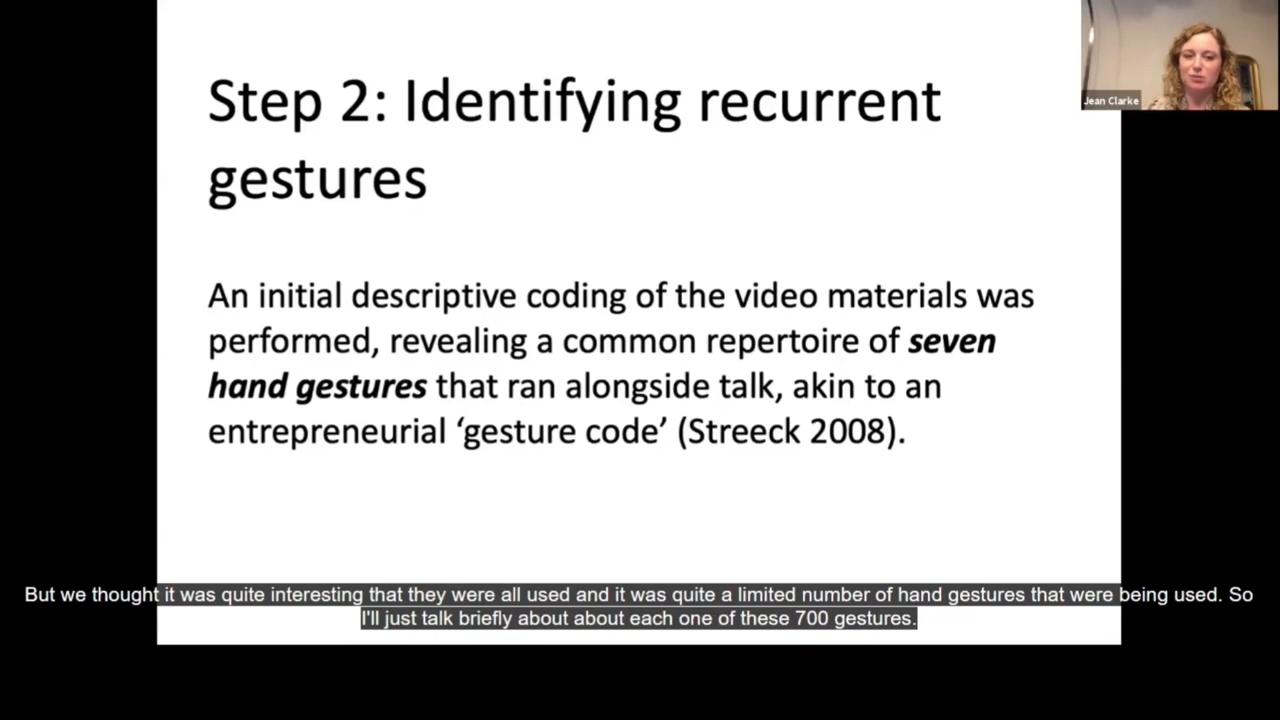 Step 2: Identifying recurrent
gestures
Jean Clarke
An initial descriptive coding of the video materials was
performed, revealing a common repertoire of seven
hand gestures that ran alongside talk, akin to an
entrepreneurial ‘gesture code’ (Streeck 2008).
But we thought it was quite interesting that they were all used and it was quite a limited number of hand gestures that were being used. So
I'll just talk briefly about about each one of these 700 gestures.